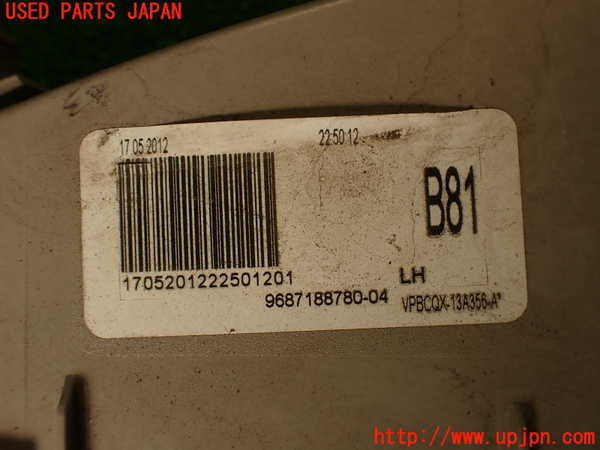 USED PARTS JAPAN
17.05.2012 22:50:12
B81
1705201222501201
LH
9687188780-04 VPBCQX-13A356-A*
http://www.upjpn.com